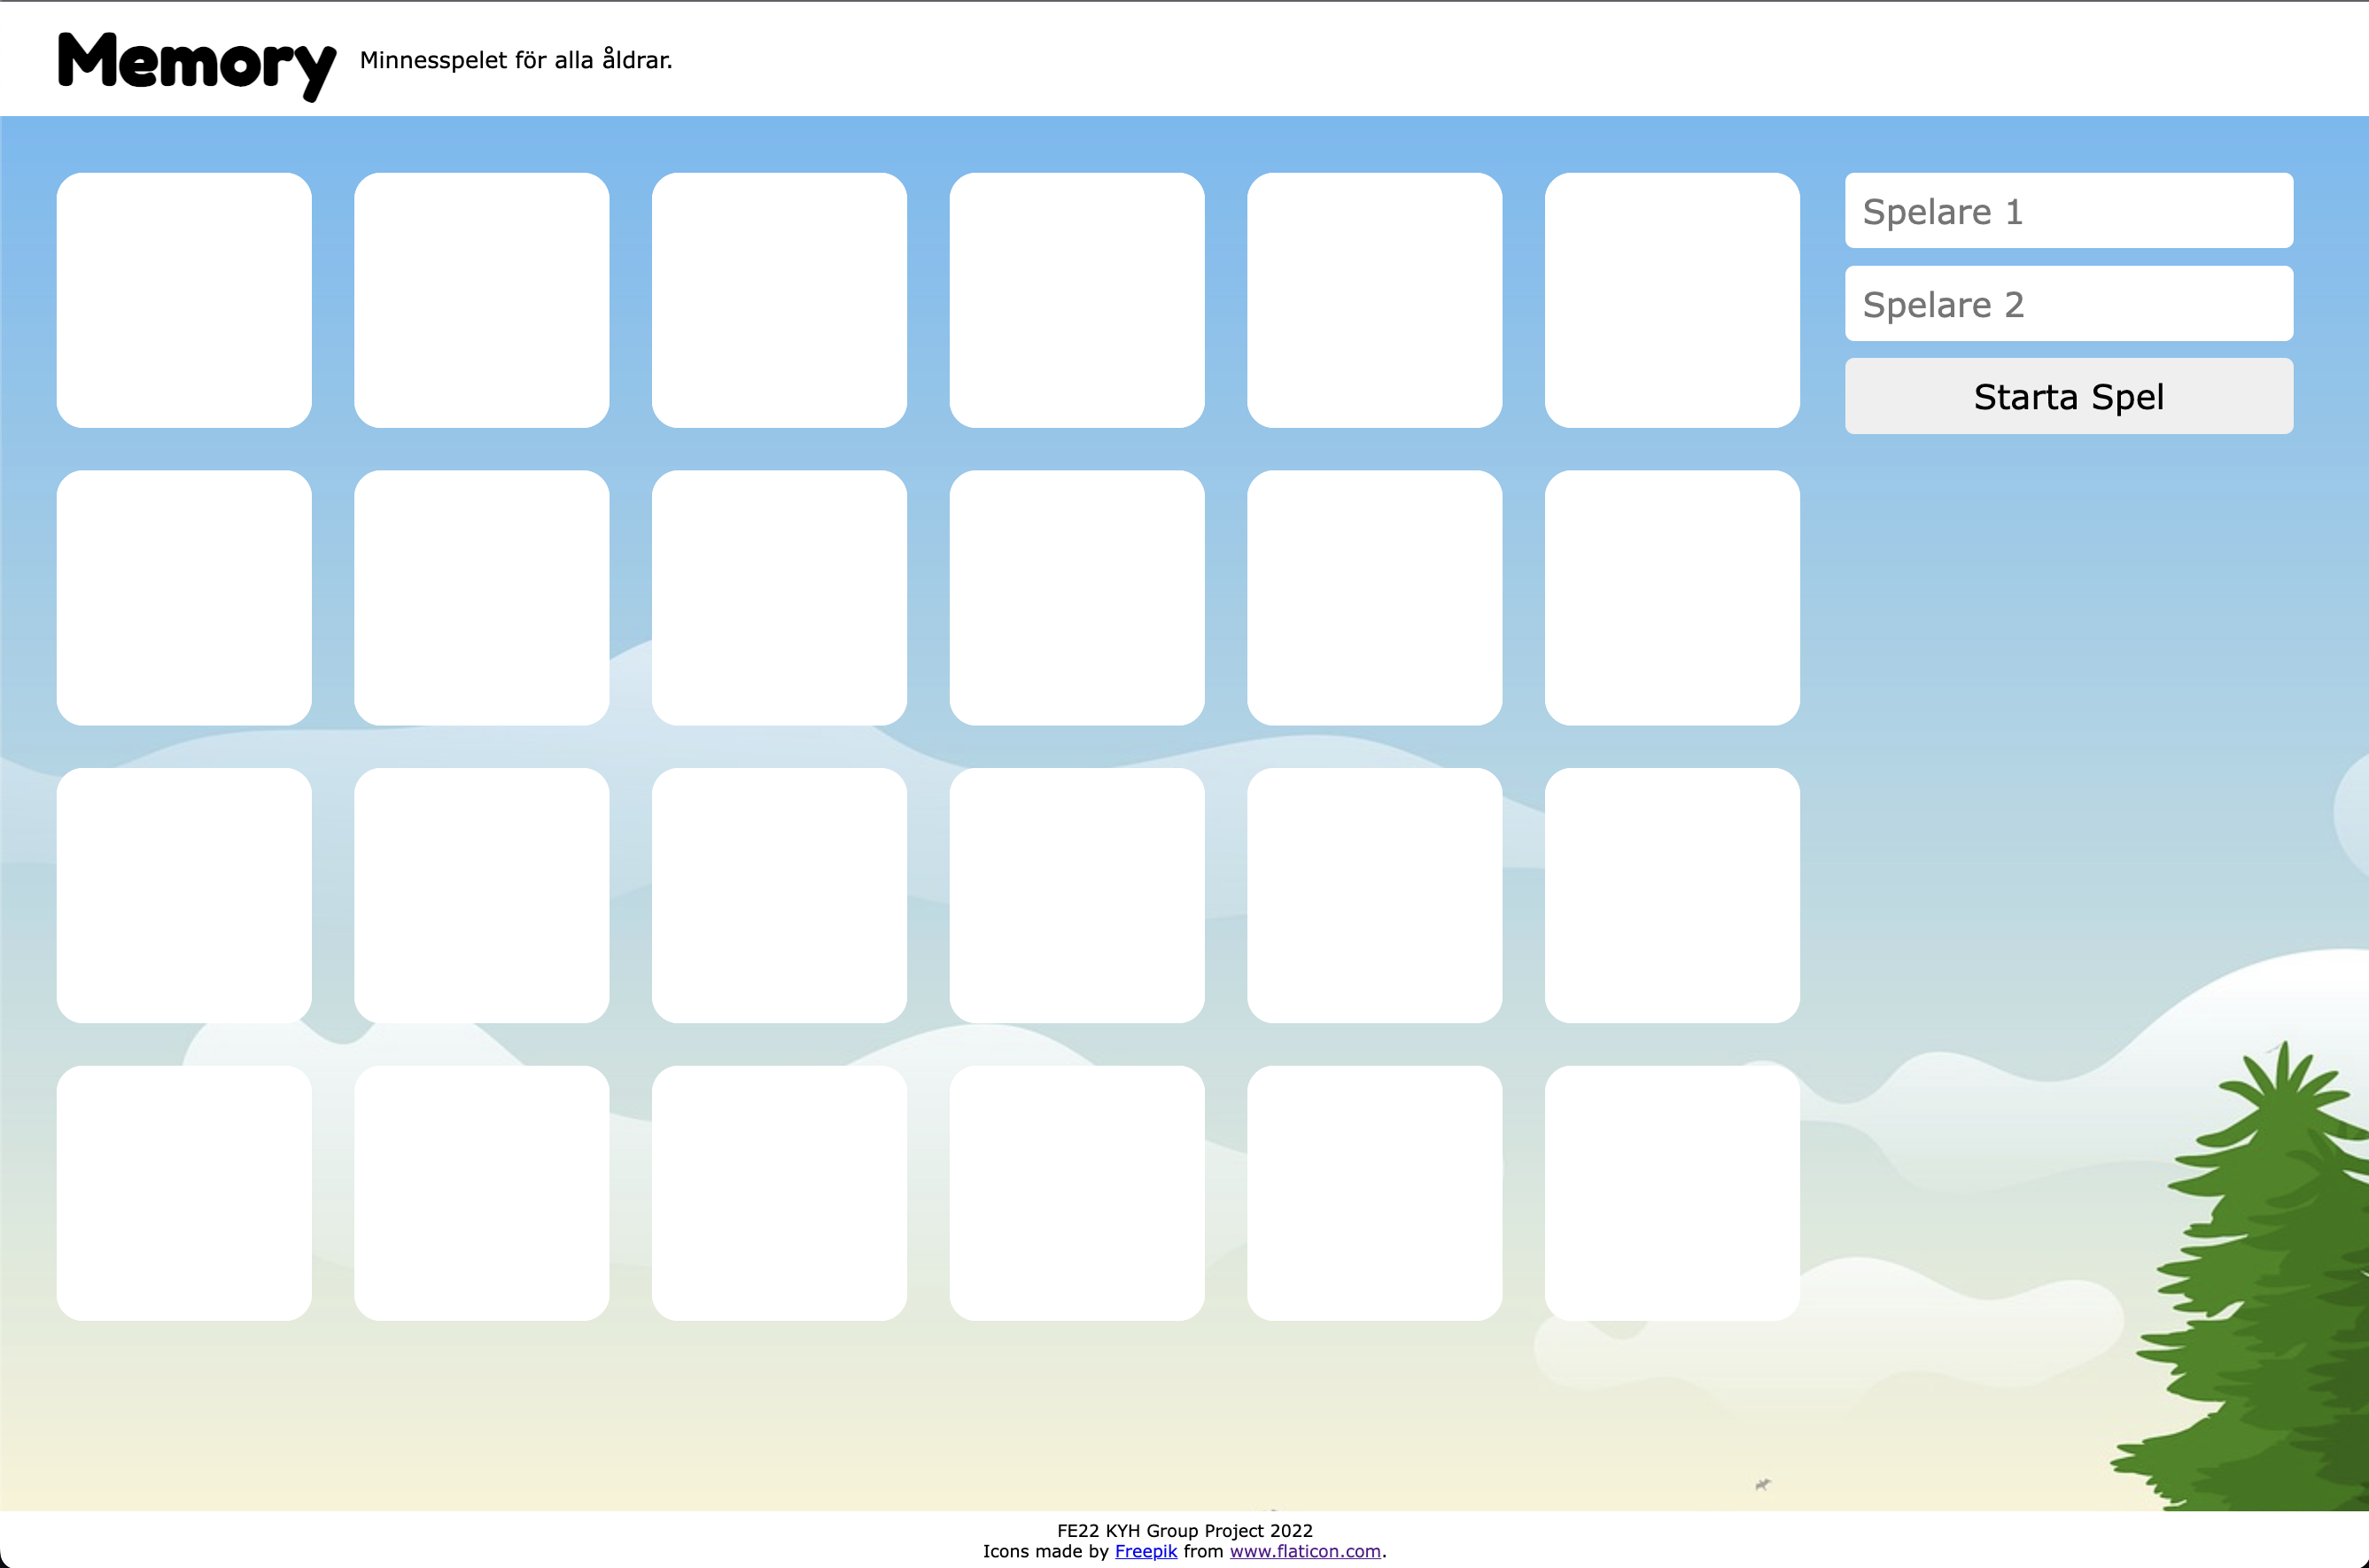 Memory
Minnesspelet för alla åldrar.
Spelare 1
Spelare 2
Starta Spel
FE22 KYH Group Project 2022
Icons made by Freepik from www.flaticon.com.